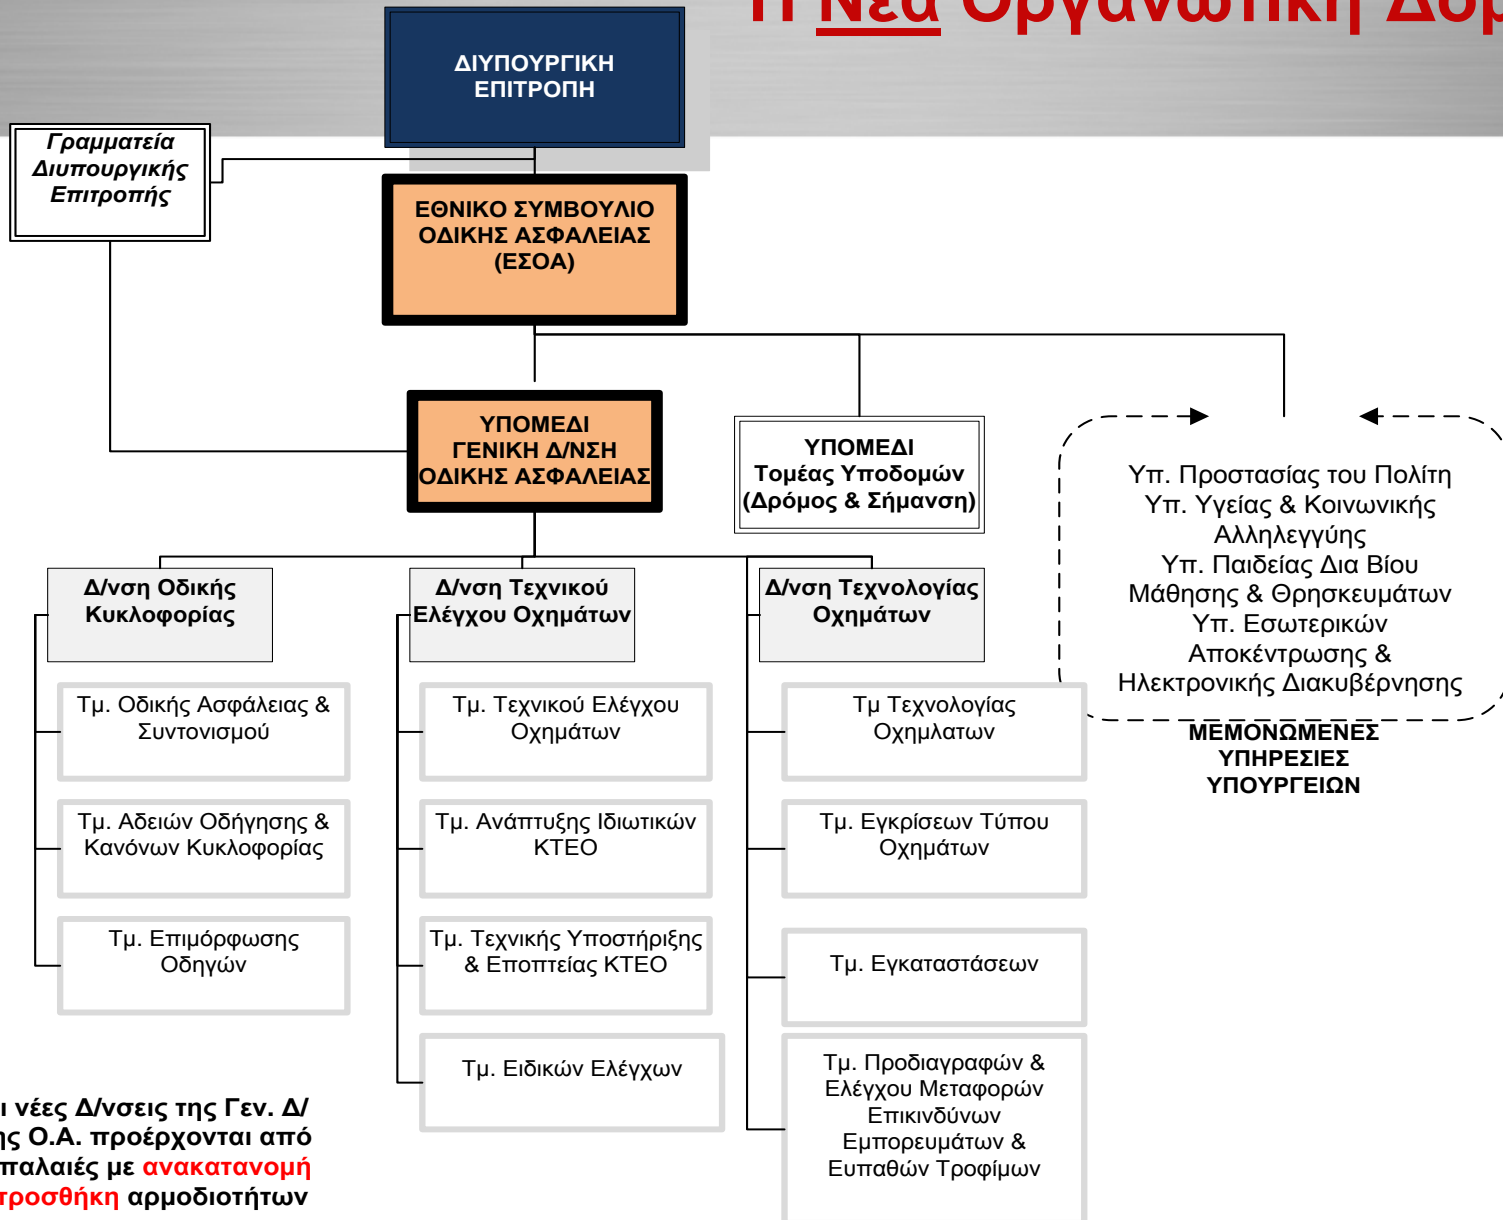 Η Νέα Οργανωτική
ΔΙΥΠΟΥΡΓΙΚΗ
ΕΠΙΤΡΟΠΗ
Γραμματεία
Διυπουργικής
Επιτροπής
ΕΘΝΙΚΟ ΣΥΜΒΟΥΛΙΟ
ΟΔΙΚΗΣ ΑΣΦΑΛΕΙΑΣ
(ΕΣΟΑ)
ΥΠΟΜΕΔΙ
ΓΕΝΙΚΗ Δ/ΝΣΗ
ΟΔΙΚΗΣ ΑΣΦΑΛΕΙΑΣ
ΥΠΟΜΕΔΙ
Τομέας Υποδομών
(Δρόμος & Σήμανση)
Υπ. Προστασίας του Πολίτη
Υπ. Υγείας & Κοινωνικής
Αλληλεγγύης
Υπ. Παιδείας Δια Βίου
Μάθησης & Θρησκευμάτων
Υπ. Εσωτερικών
Αποκέντρωσης &
Ηλεκτρονικής Διακυβέρνησης
ΜΕΜΟΝΩΜΕΝΕΣ
ΥΠΗΡΕΣΙΕΣ
ΥΠΟΥΡΓΕΙΩΝ
Δ/νση Οδικής
Κυκλοφορίας
Τμ. Οδικής Ασφάλειας &
Συντονισμού
Τμ. Αδειών Οδήγησης &
Κανόνων Κυκλοφορίας
Τμ. Επιμόρφωσης
Οδηγών
Δ/νση Τεχνικού
Ελέγχου Οχημάτων
Τμ. Τεχνικού Ελέγχου
Οχημάτων
Τμ. Ανάπτυξης Ιδιωτικών
ΚΤΕΟ
Τμ. Τεχνικής Υποστήριξης
& Εποπτείας ΚΤΕΟ
Τμ. Ειδικών Ελέγχων
Δ/νση Τεχνολογίας
Οχημάτων
Τμ Τεχνολογίας
Οχημλατων
Τμ. Εγκρίσεων Τύπου
Οχημάτων
Τμ. Εγκαταστάσεων
Τμ. Προδιαγραφών &
Ελέγχου Μεταφορών
Επικινδύνων
Εμπορευμάτων &
Ευπαθών Τροφίμων
νέες Δ/νσεις της Γεν. Δ/
Ο.Α. προέρχονται από
παλαιές με ανακατανομή
αρμοδιοτήτων